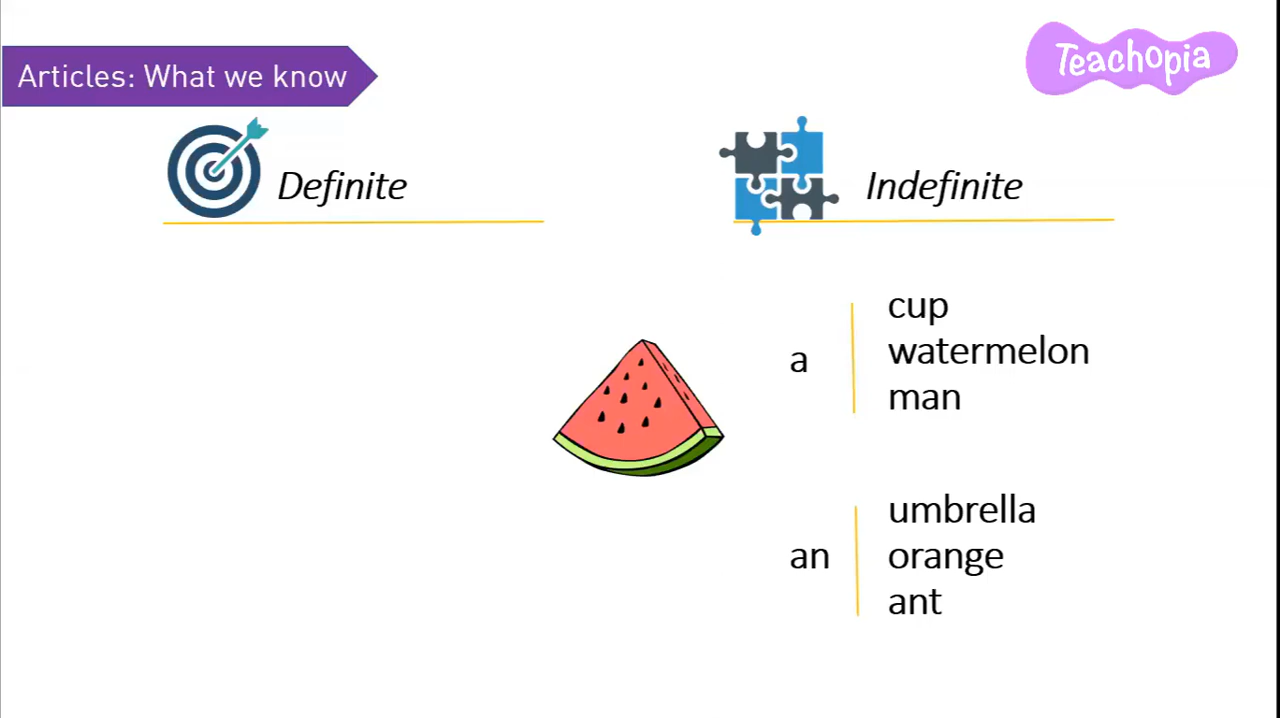 Articles: What we know
Teachopia
Definite
Indefinite
a
cup
watermelon
man
an
umbrella
orange
ant